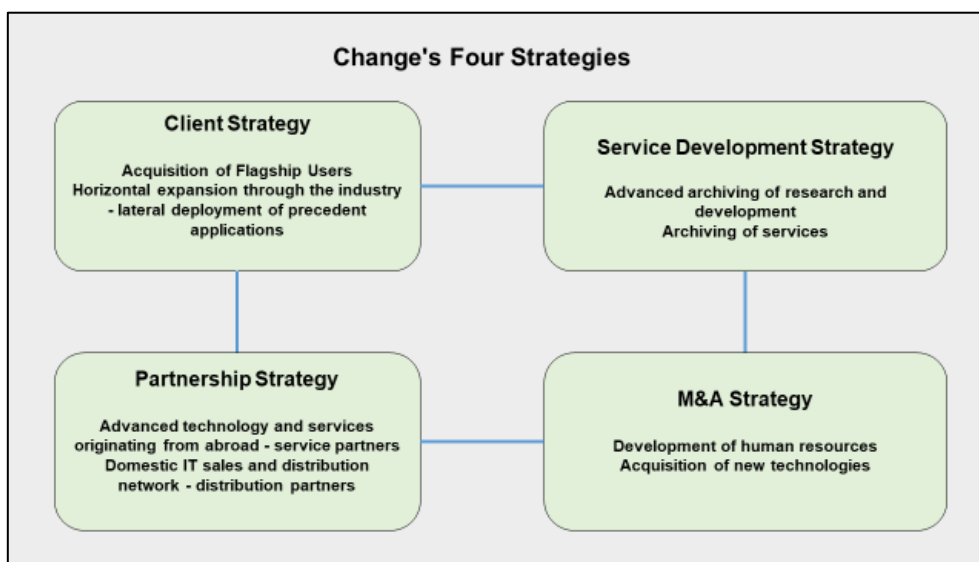 Change's Four Strategies
Client Strategy
Acquisition of Flagship Users
Horizontal expansion through the industry
- lateral deployment of precedent
applications
Service Development Strategy
Advanced archiving of research and
development
Archiving of services
Partnership Strategy
Advanced technology and services
originating from abroad - service partners
Domestic IT sales and distribution
network - distribution partners
M&A Strategy
Development of human resources
Acquisition of new technologies